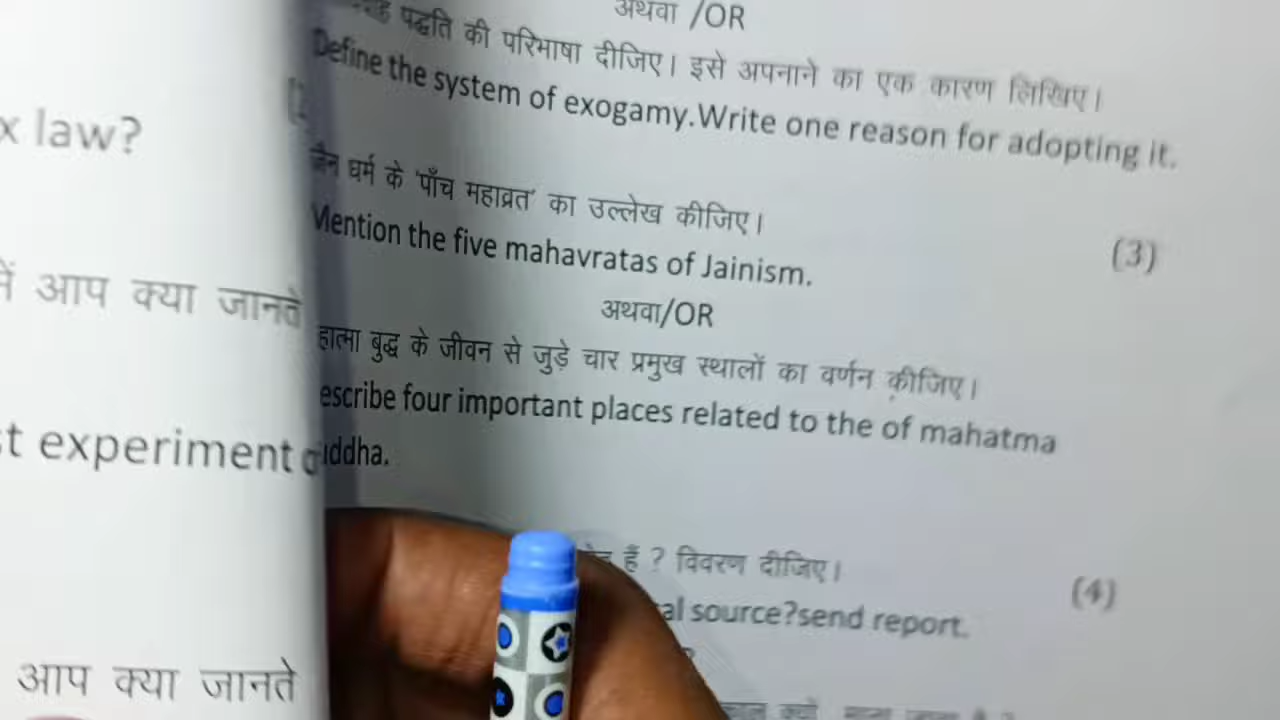 x law?
में आप क्या जानते
st experiment
आप क्या जानते
अथवा /OR
पद्धति की परिभाषा दीजिए। इसे अपनाने का एक कारण लिखिए।
Define the system of exogamy.Write one reason for adopting it.
जैन धर्म के 'पाँच महाव्रत' का उल्लेख कीजिए।
(3)
Mention the five mahavratas of Jainism.
अथवा/OR
हात्मा बुद्ध के जीवन से जुड़े चार प्रमुख स्थालों का वर्णन कीजिए।
escribe four important places related to the of mahatma
uddha.
हैं ? विवरण दीजिए।
(4)
al source?send report.